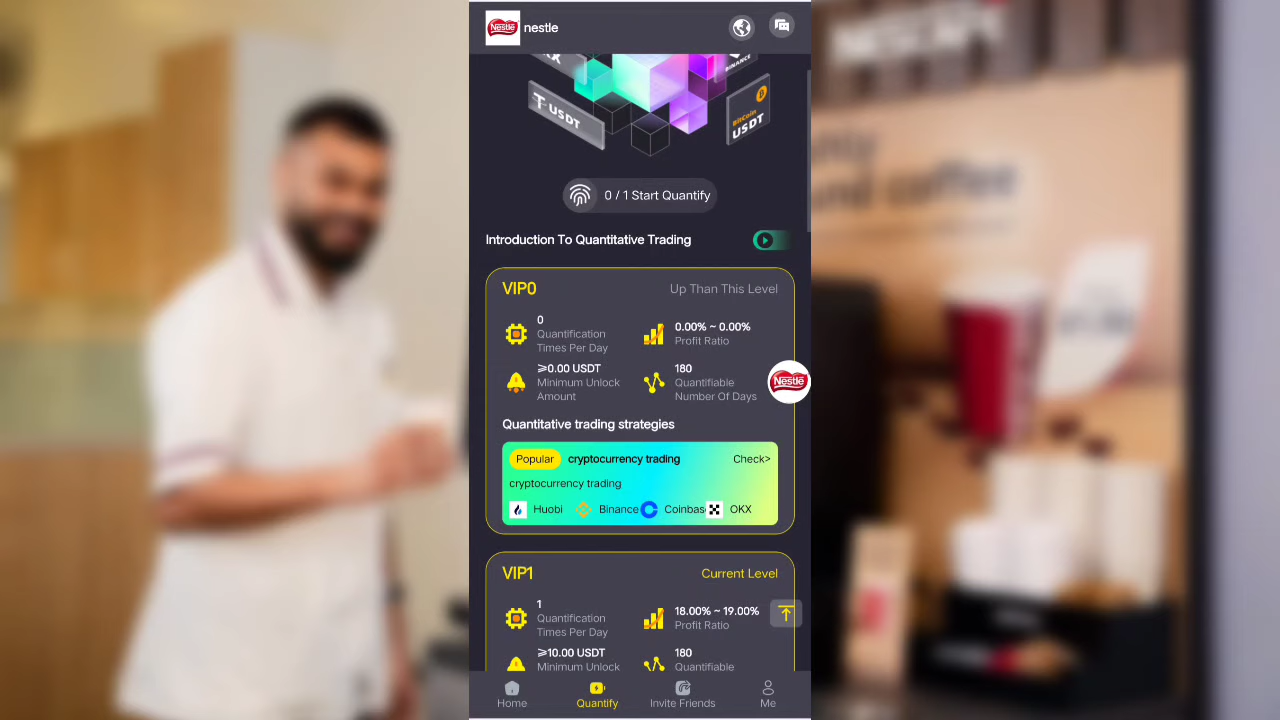 Nestle
nestle
BINANCE
USDT
BitCoin
USDT
0 / 1 Start Quantify
Introduction To Quantitative Trading
VIP0
Up Than This Level
0
Quantification
Times Per Day
0.00% ~ 0.00%
Profit Ratio
≥0.00 USDT
Minimum Unlock
Amount
180
Quantifiable
Number Of Days
Nestle
Quantitative trading strategies
Popular
cryptocurrency trading
Check>
cryptocurrency trading
Huobi
Binance
Coinbas
OKX
VIP1
Current Level
1
Quantification
Times Per Day
18.00% ~ 19.00%
Profit Ratio
≥10.00 USDT
Minimum Unlock
180
Quantifiable
Home
Quantify
Invite Friends
Me